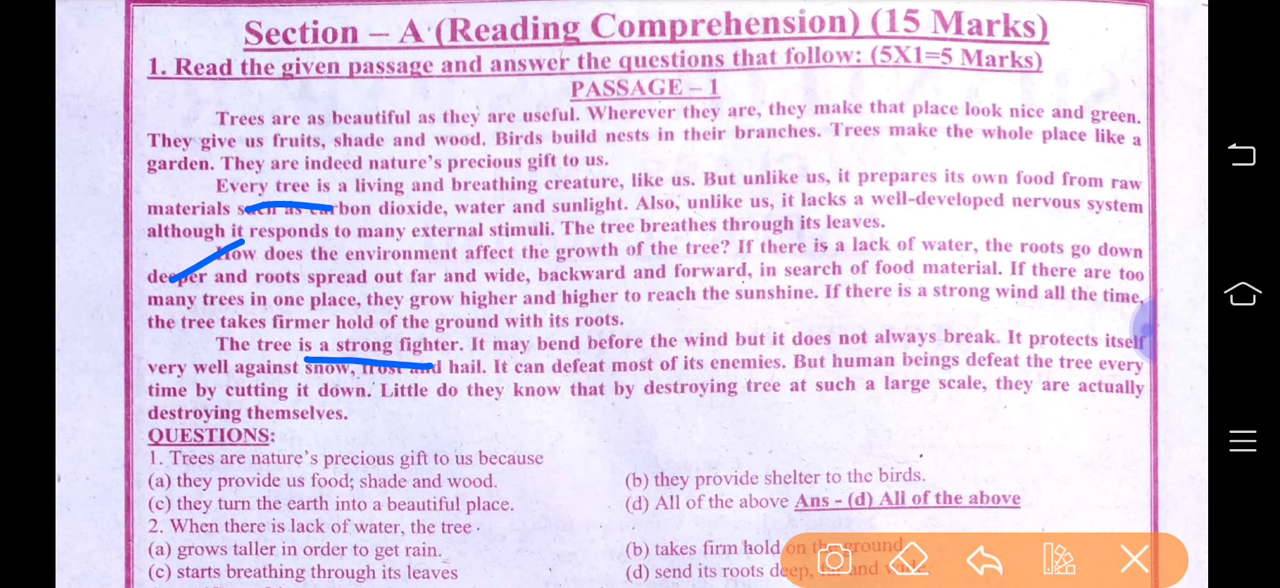 Section – A (Reading Comprehension) (15 Marks)
1. Read the given passage and answer the questions that follow: (5X1=5 Marks)
PASSAGE – 1
Trees are as beautiful as they are useful. Wherever they are, they make that place look nice and green.
They give us fruits, shade and wood. Birds build nests in their branches. Trees make the whole place like a
garden. They are indeed nature's precious gift to us.
Every tree is a living and breathing creature, like us. But unlike us, it prepares its own food from raw
materials such as carbon dioxide, water and sunlight. Also, unlike us, it lacks a well-developed nervous system
although it responds to many external stimuli. The tree breathes through its leaves.
How does the environment affect the growth of the tree? If there is a lack of water, the roots go down
deeper and roots spread out far and wide, backward and forward, in search of food material. If there are too
many trees in one place, they grow higher and higher to reach the sunshine. If there is a strong wind all the time,
the tree takes firmer hold of the ground with its roots.
The tree is a strong fighter. It may bend before the wind but it does not always break. It protects itself
very well against snow, frost and hail. It can defeat most of its enemies. But human beings defeat the tree every
time by cutting it down. Little do they know that by destroying tree at such a large scale, they are actually
destroying themselves.
QUESTIONS:
1. Trees are nature's precious gift to us because
(a) they provide us food; shade and wood. (b) they provide shelter to the birds.
(c) they turn the earth into a beautiful place. (d) All of the above Ans - (d) All of the above
2. When there is lack of water, the tree
(a) grows taller in order to get rain. (b) takes firm hold on the ground
(c) starts breathing through its leaves (d) send its roots deep, and